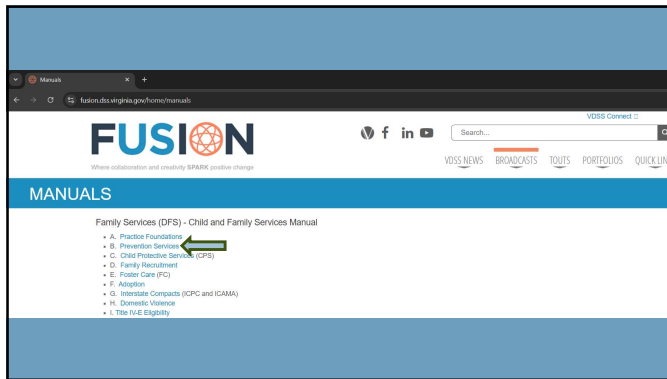 Manuals
fusion.dss.virginia.gov/home/manuals
VDSS Connect
FUSION
Where collaboration and creativity SPARK positive change
f in
Search...
VDSS NEWS BROADCASTS TOUTS PORTFOLIOS QUICK LIN
MANUALS
Family Services (DFS) - Child and Family Services Manual
A. Practice Foundations
B. Prevention Services
C. Child Protective Services (CPS)
D. Family Recruitment
E. Foster Care (FC)
F. Adoption
G. Interstate Compacts (ICPC and ICAMA)
H. Domestic Violence
I. Title IV-E Eligibility